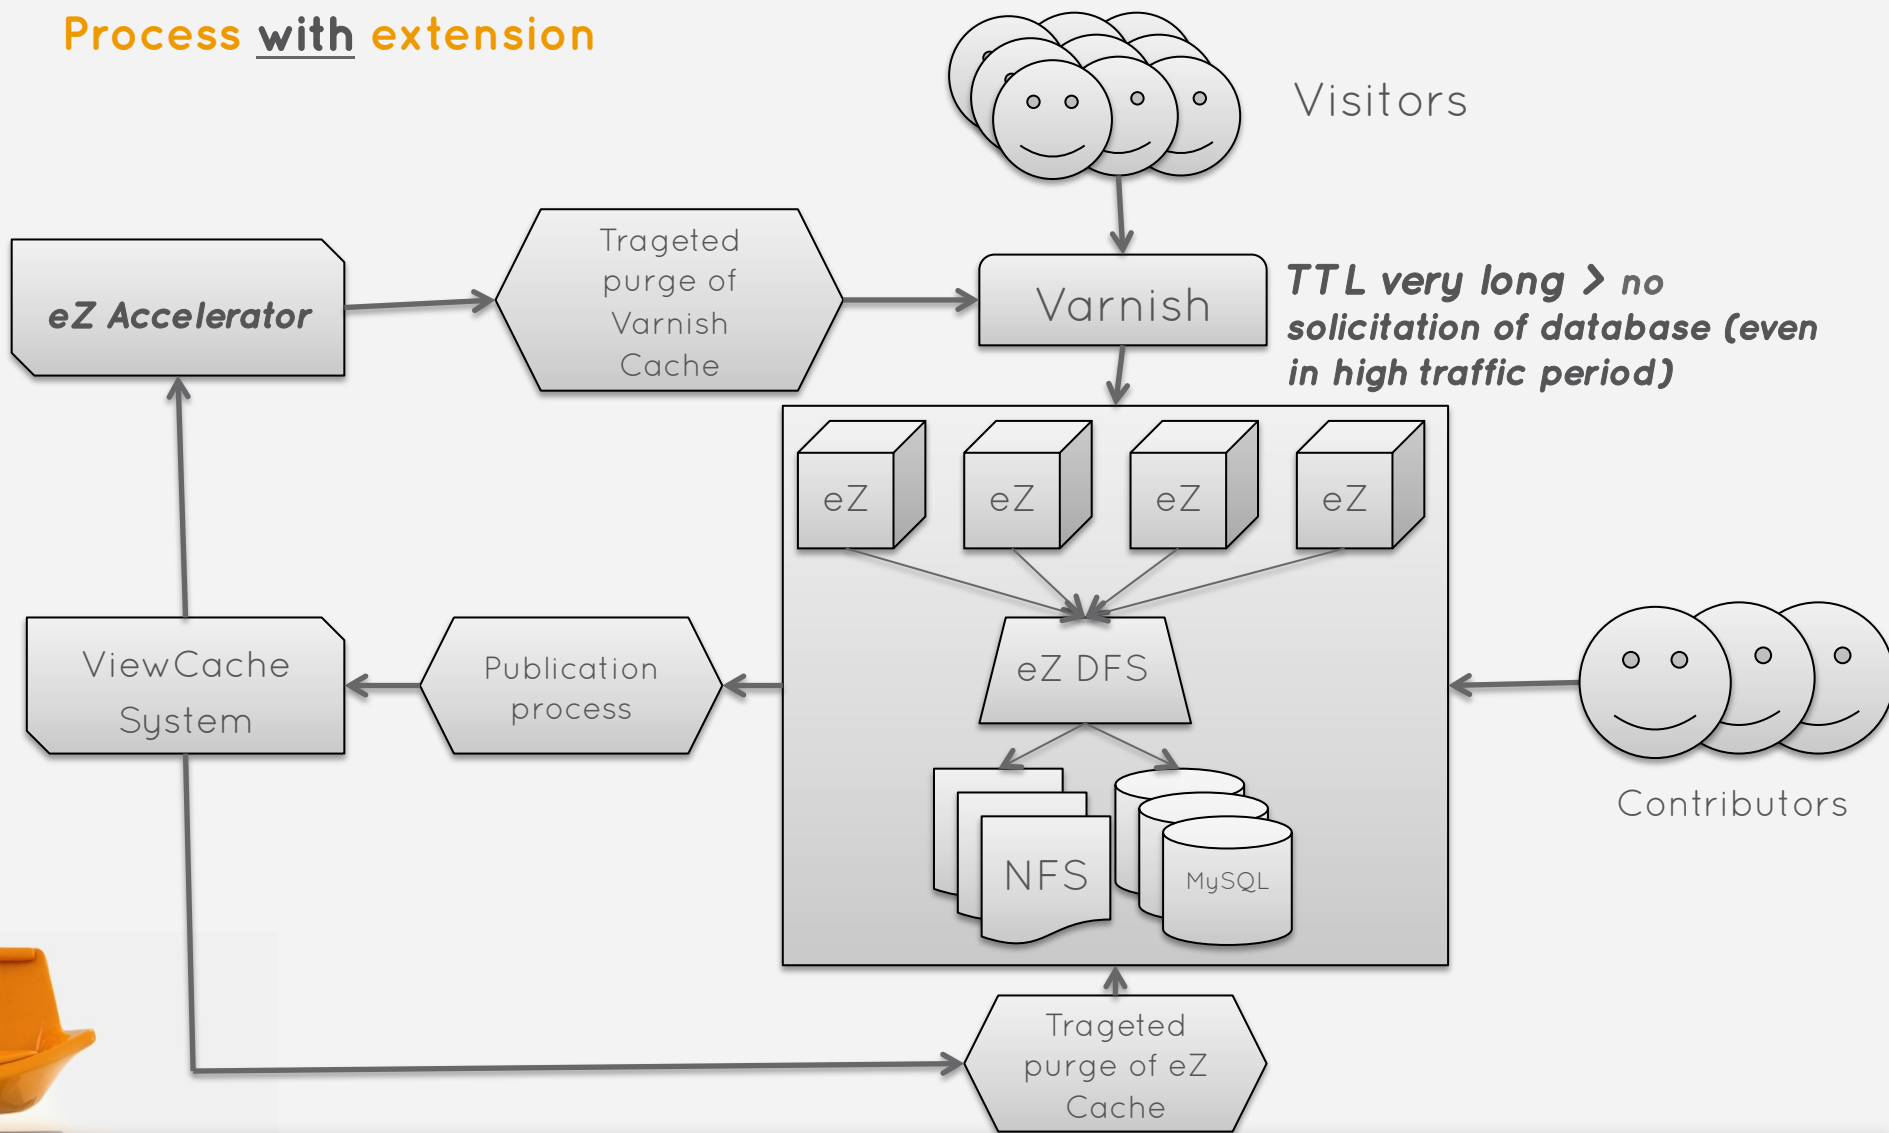 Process with extension
Visitors
Trageted
purge of
Varnish
Cache
eZ Accelerator
Varnish
TTL very long > no
solicitation of database (even
in high traffic period)
eZ
eZ
eZ
eZ
ViewCache
System
Publication
process
eZ DFS
Contributors
NFS
MySQL
Trageted
purge of eZ
Cache